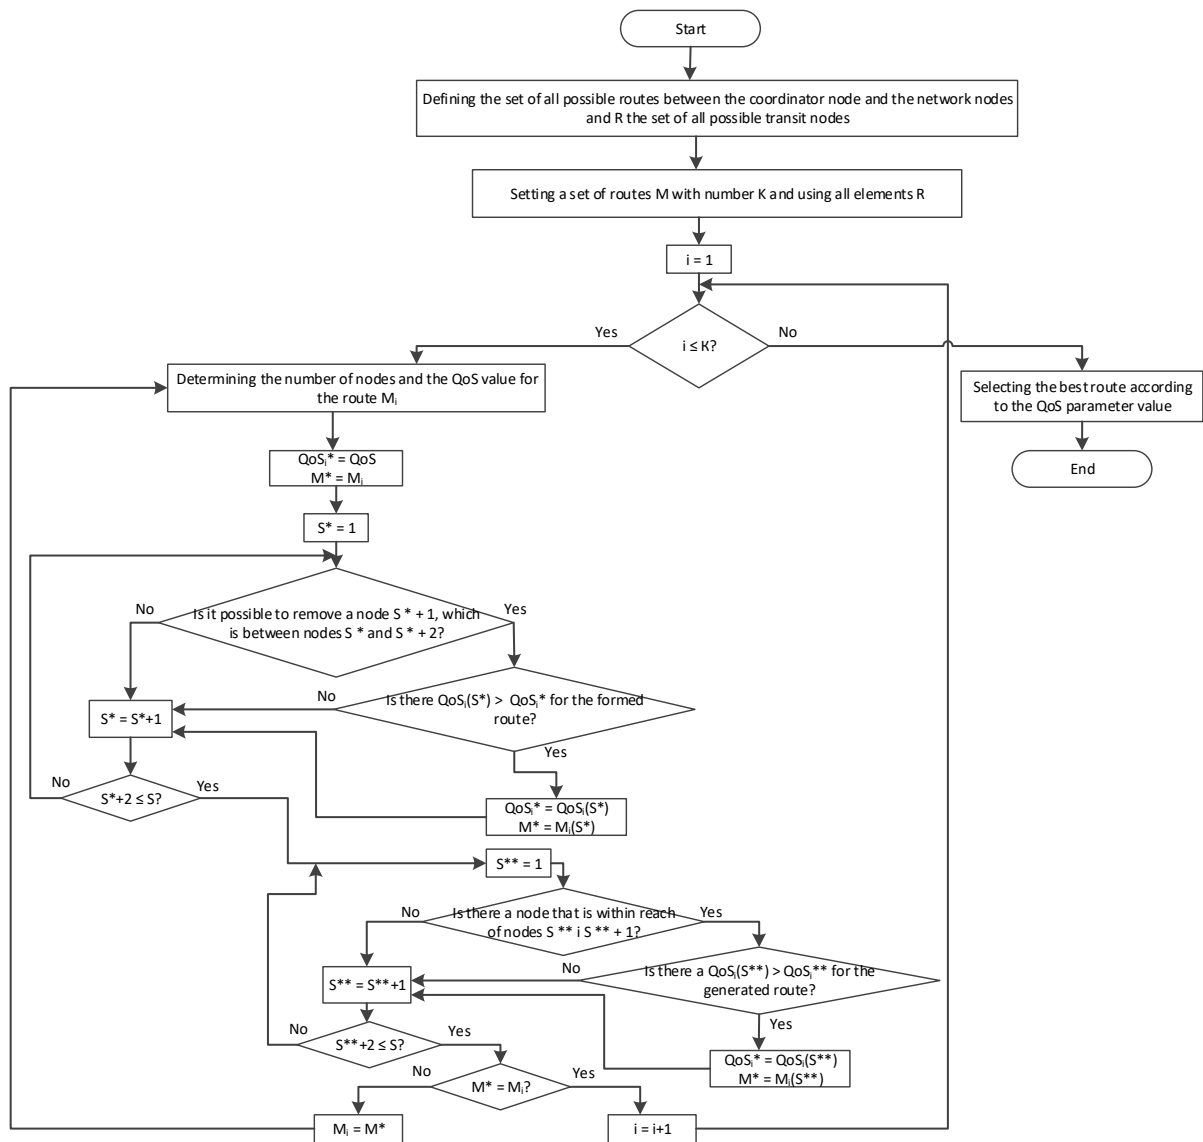 Start
Defining the set of all possible routes between the coordinator node and the network nodes
and R the set of all possible transit nodes
Setting a set of routes M with number K and using all elements R
i = 1
Yes
i ≤ K?
No
Determining the number of nodes and the QoS value for
the route Mᵢ
Selecting the best route according
to the QoS parameter value
End
QoSᵢ* = QoS
M* = Mᵢ
S* = 1
No
Is it possible to remove a node S * + 1, which
is between nodes S * and S * + 2?
Yes
No
Is there QoSᵢ(S*) > QoSᵢ* for the formed
route?
S* = S*+1
Yes
No
S*+2 ≤ S?
Yes
QoSᵢ* = QoSᵢ(S*)
M* = Mᵢ(S*)
S** = 1
No
Is there a node that is within reach
of nodes S ** i S ** + 1?
Yes
No
Is there a QoSᵢ(S**) > QoSᵢ** for the
generated route?
S** = S**+1
Yes
No
S**+2 ≤ S?
Yes
QoSᵢ* = QoSᵢ(S**)
M* = Mᵢ(S**)
No
M* = Mᵢ?
Yes
Mᵢ = M*
i = i+1